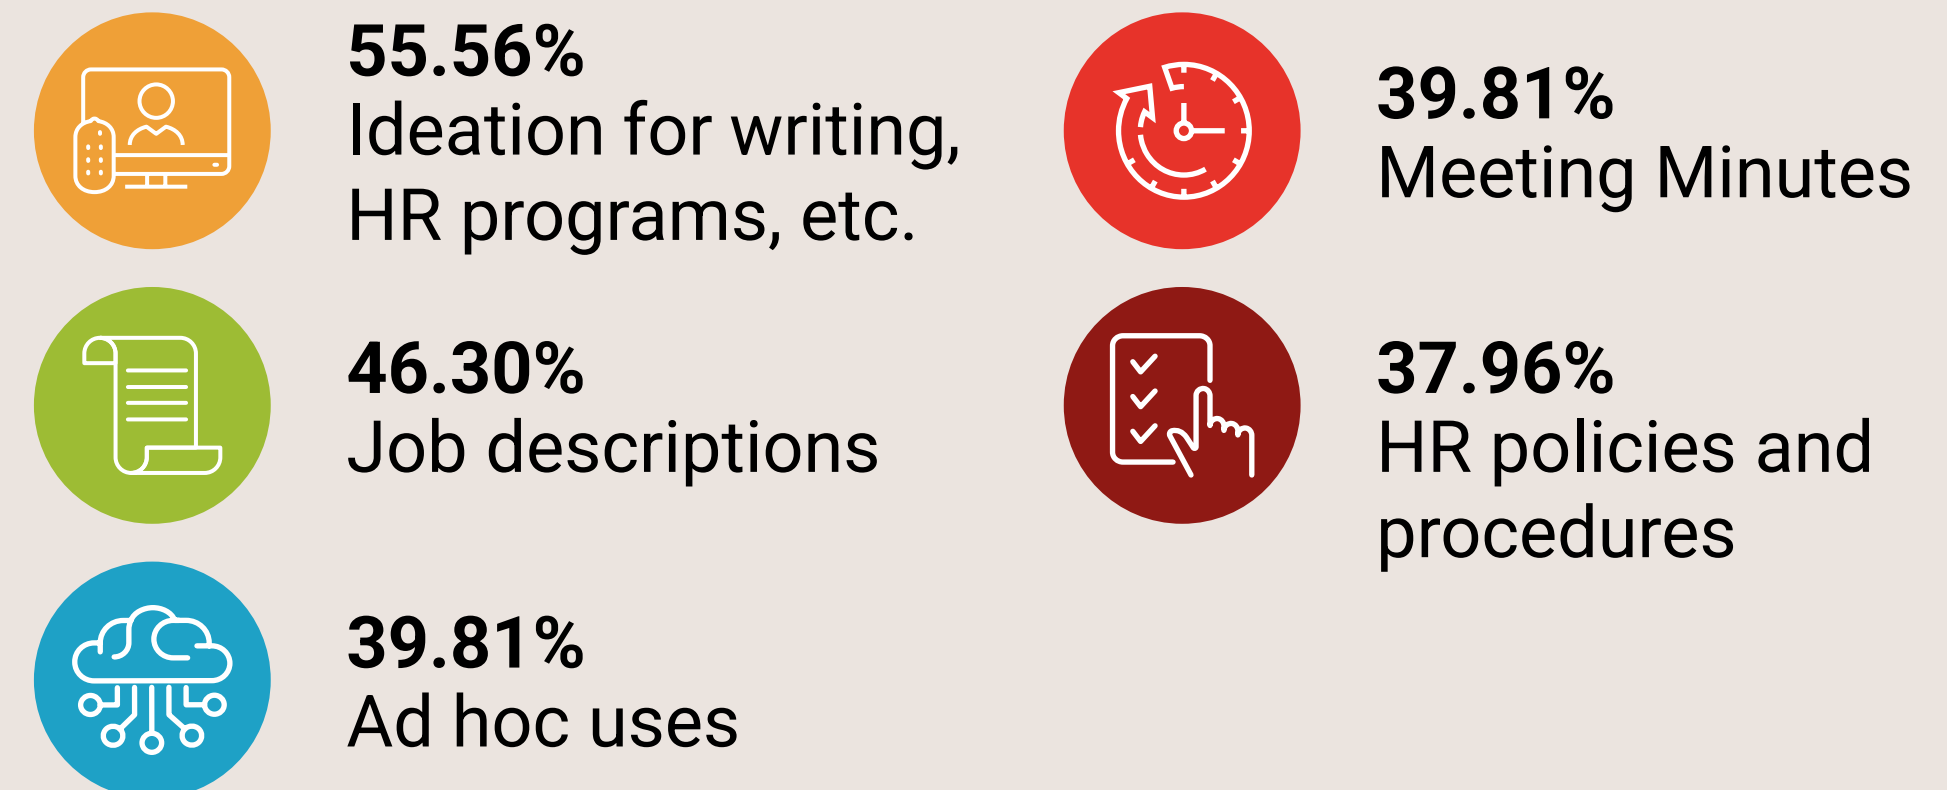 55.56%
Ideation for writing,
HR programs, etc.
46.30%
Job descriptions
39.81%
Ad hoc uses
39.81%
Meeting Minutes
37.96%
HR policies and
procedures